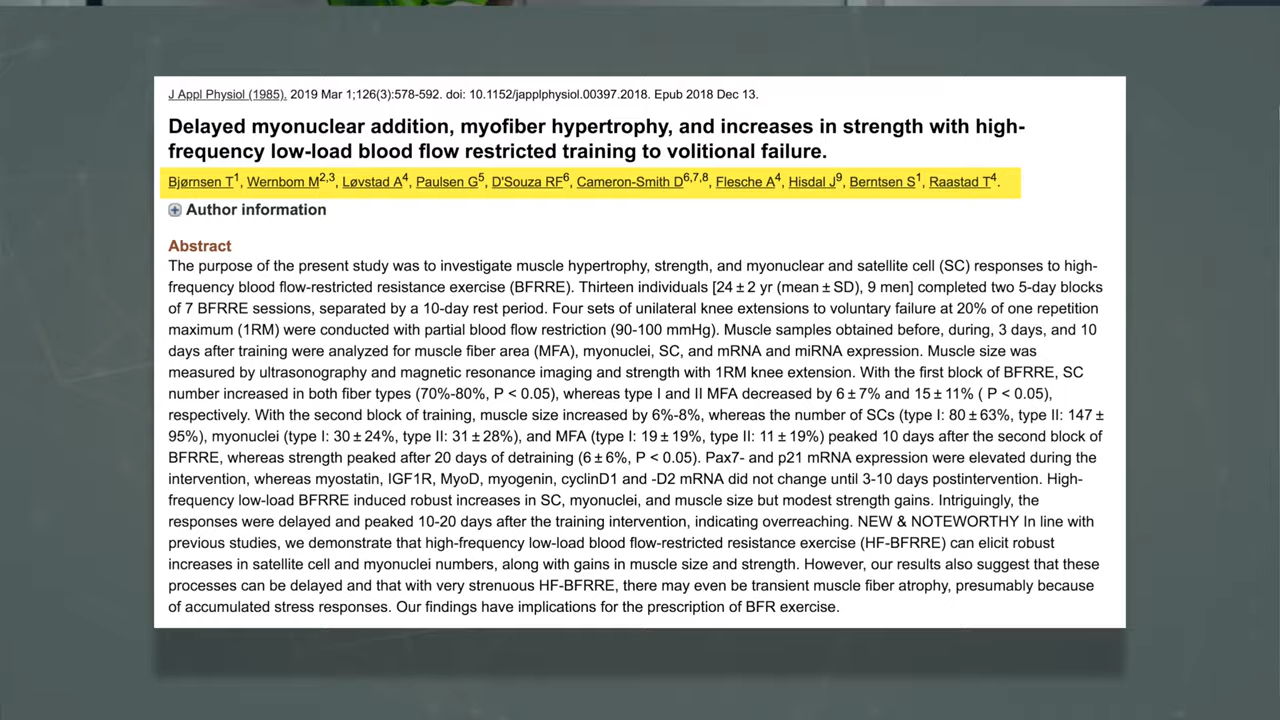 J Appl Physiol (1985). 2019 Mar 1;126(3):578-592. doi: 10.1152/japplphysiol.00397.2018. Epub 2018 Dec 13.
Delayed myonuclear addition, myofiber hypertrophy, and increases in strength with high-
frequency low-load blood flow restricted training to volitional failure.
Bjørnsen T1, Wernbom M2,3, Løvstad A4, Paulsen G5, D'Souza RF6, Cameron-Smith D6,7,8, Flesche A4, Hisdal J9, Berntsen S1, Raastad T4.
Author information
Abstract
The purpose of the present study was to investigate muscle hypertrophy, strength, and myonuclear and satellite cell (SC) responses to high-
frequency blood flow-restricted resistance exercise (BFRRE). Thirteen individuals [24 ± 2 yr (mean ± SD), 9 men] completed two 5-day blocks
of 7 BFRRE sessions, separated by a 10-day rest period. Four sets of unilateral knee extensions to voluntary failure at 20% of one repetition
maximum (1RM) were conducted with partial blood flow restriction (90-100 mmHg). Muscle samples obtained before, during, 3 days, and 10
days after training were analyzed for muscle fiber area (MFA), myonuclei, SC, and mRNA and miRNA expression. Muscle size was
measured by ultrasonography and magnetic resonance imaging and strength with 1RM knee extension. With the first block of BFRRE, SC
number increased in both fiber types (70%-80%, P < 0.05), whereas type I and II MFA decreased by 6 ± 7% and 15 ± 11% ( P < 0.05),
respectively. With the second block of training, muscle size increased by 6%-8%, whereas the number of SCs (type I: 80 ± 63%, type II: 147 ±
95%), myonuclei (type I: 30 ± 24%, type II: 31 ± 28%), and MFA (type I: 19 ± 19%, type II: 11 ± 19%) peaked 10 days after the second block of
BFRRE, whereas strength peaked after 20 days of detraining (6 ± 6%, P < 0.05). Pax7- and p21 mRNA expression were elevated during the
intervention, whereas myostatin, IGF1R, MyoD, myogenin, cyclinD1 and -D2 mRNA did not change until 3-10 days postintervention. High-
frequency low-load BFRRE induced robust increases in SC, myonuclei, and muscle size but modest strength gains. Intriguingly, the
responses were delayed and peaked 10-20 days after the training intervention, indicating overreaching. NEW & NOTEWORTHY In line with
previous studies, we demonstrate that high-frequency low-load blood flow-restricted resistance exercise (HF-BFRRE) can elicit robust
increases in satellite cell and myonuclei numbers, along with gains in muscle size and strength. However, our results also suggest that these
processes can be delayed and that with very strenuous HF-BFRRE, there may even be transient muscle fiber atrophy, presumably because
of accumulated stress responses. Our findings have implications for the prescription of BFR exercise.